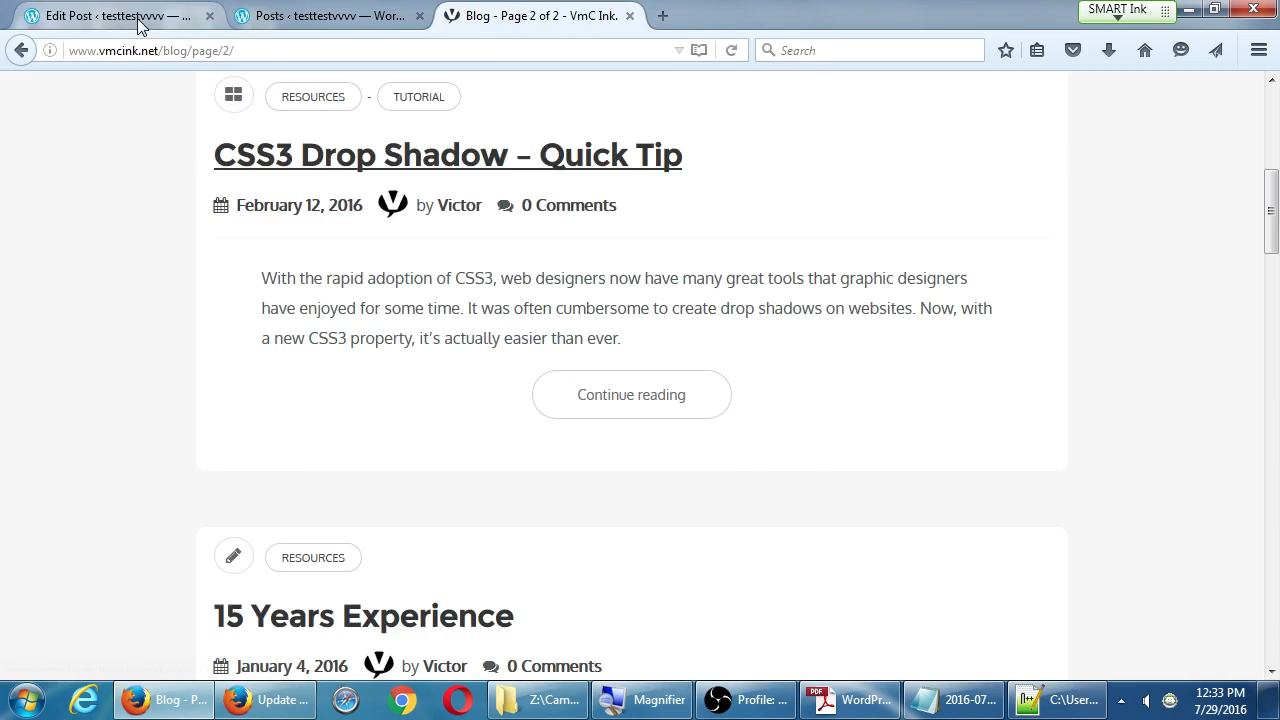 Edit Post ‹ testtestvvvv — ...
Posts ‹ testtestvvvv — Wor...
Blog - Page 2 of 2 - VmC Ink.
SMART Ink
www.vmcink.net/blog/page/2/
Search
RESOURCES - TUTORIAL
CSS3 Drop Shadow – Quick Tip
February 12, 2016 by Victor 0 Comments
With the rapid adoption of CSS3, web designers now have many great tools that graphic designers
have enjoyed for some time. It was often cumbersome to create drop shadows on websites. Now, with
a new CSS3 property, it’s actually easier than ever.
Continue reading
RESOURCES
15 Years Experience
January 4, 2016 by Victor 0 Comments
Blog - P...
Update ...
Z:\Cam...
Magnifier
Profile: ...
PDF
WordPr...
2016-07...
C:\User...
12:33 PM
7/29/2016